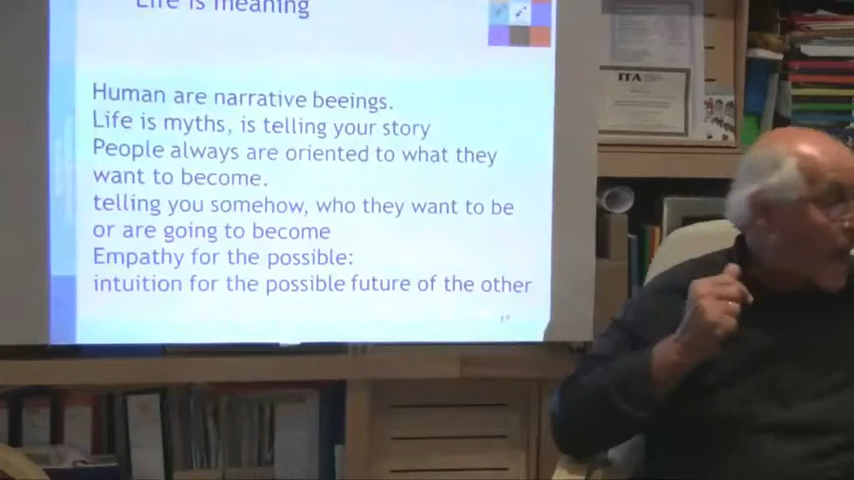 Life is meaning
Human are narrative beeings.
Life is myths, is telling your story
People always are oriented to what they
want to become.
telling you somehow, who they want to be
or are going to become
Empathy for the possible:
intuition for the possible future of the other
ITA